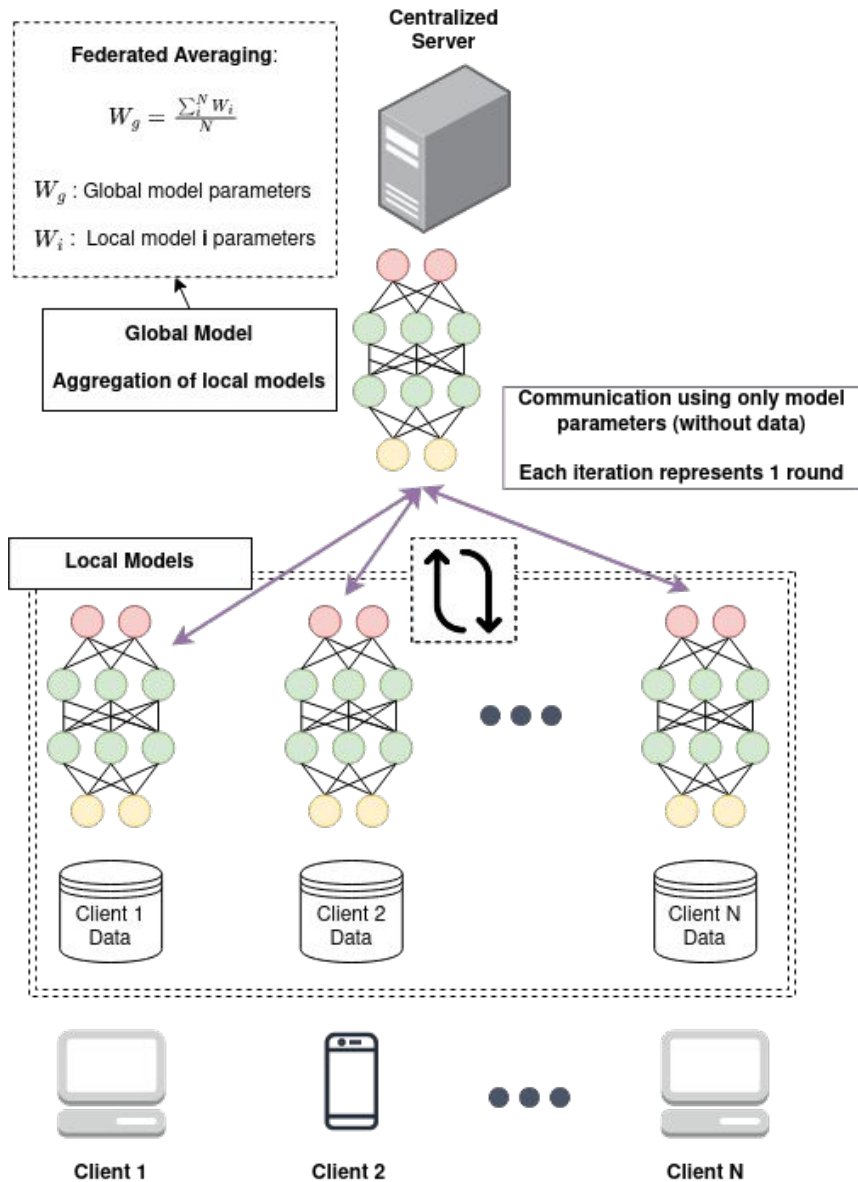 Centralized
Server
Federated Averaging:
W_g = \frac{\sum_i^N W_i}{N}
W_g : Global model parameters
W_i : Local model i parameters
Global Model
Aggregation of local models
Communication using only model
parameters (without data)
Each iteration represents 1 round
Local Models
Client 1
Data
Client 2
Data
Client N
Data
Client 1
Client 2
Client N